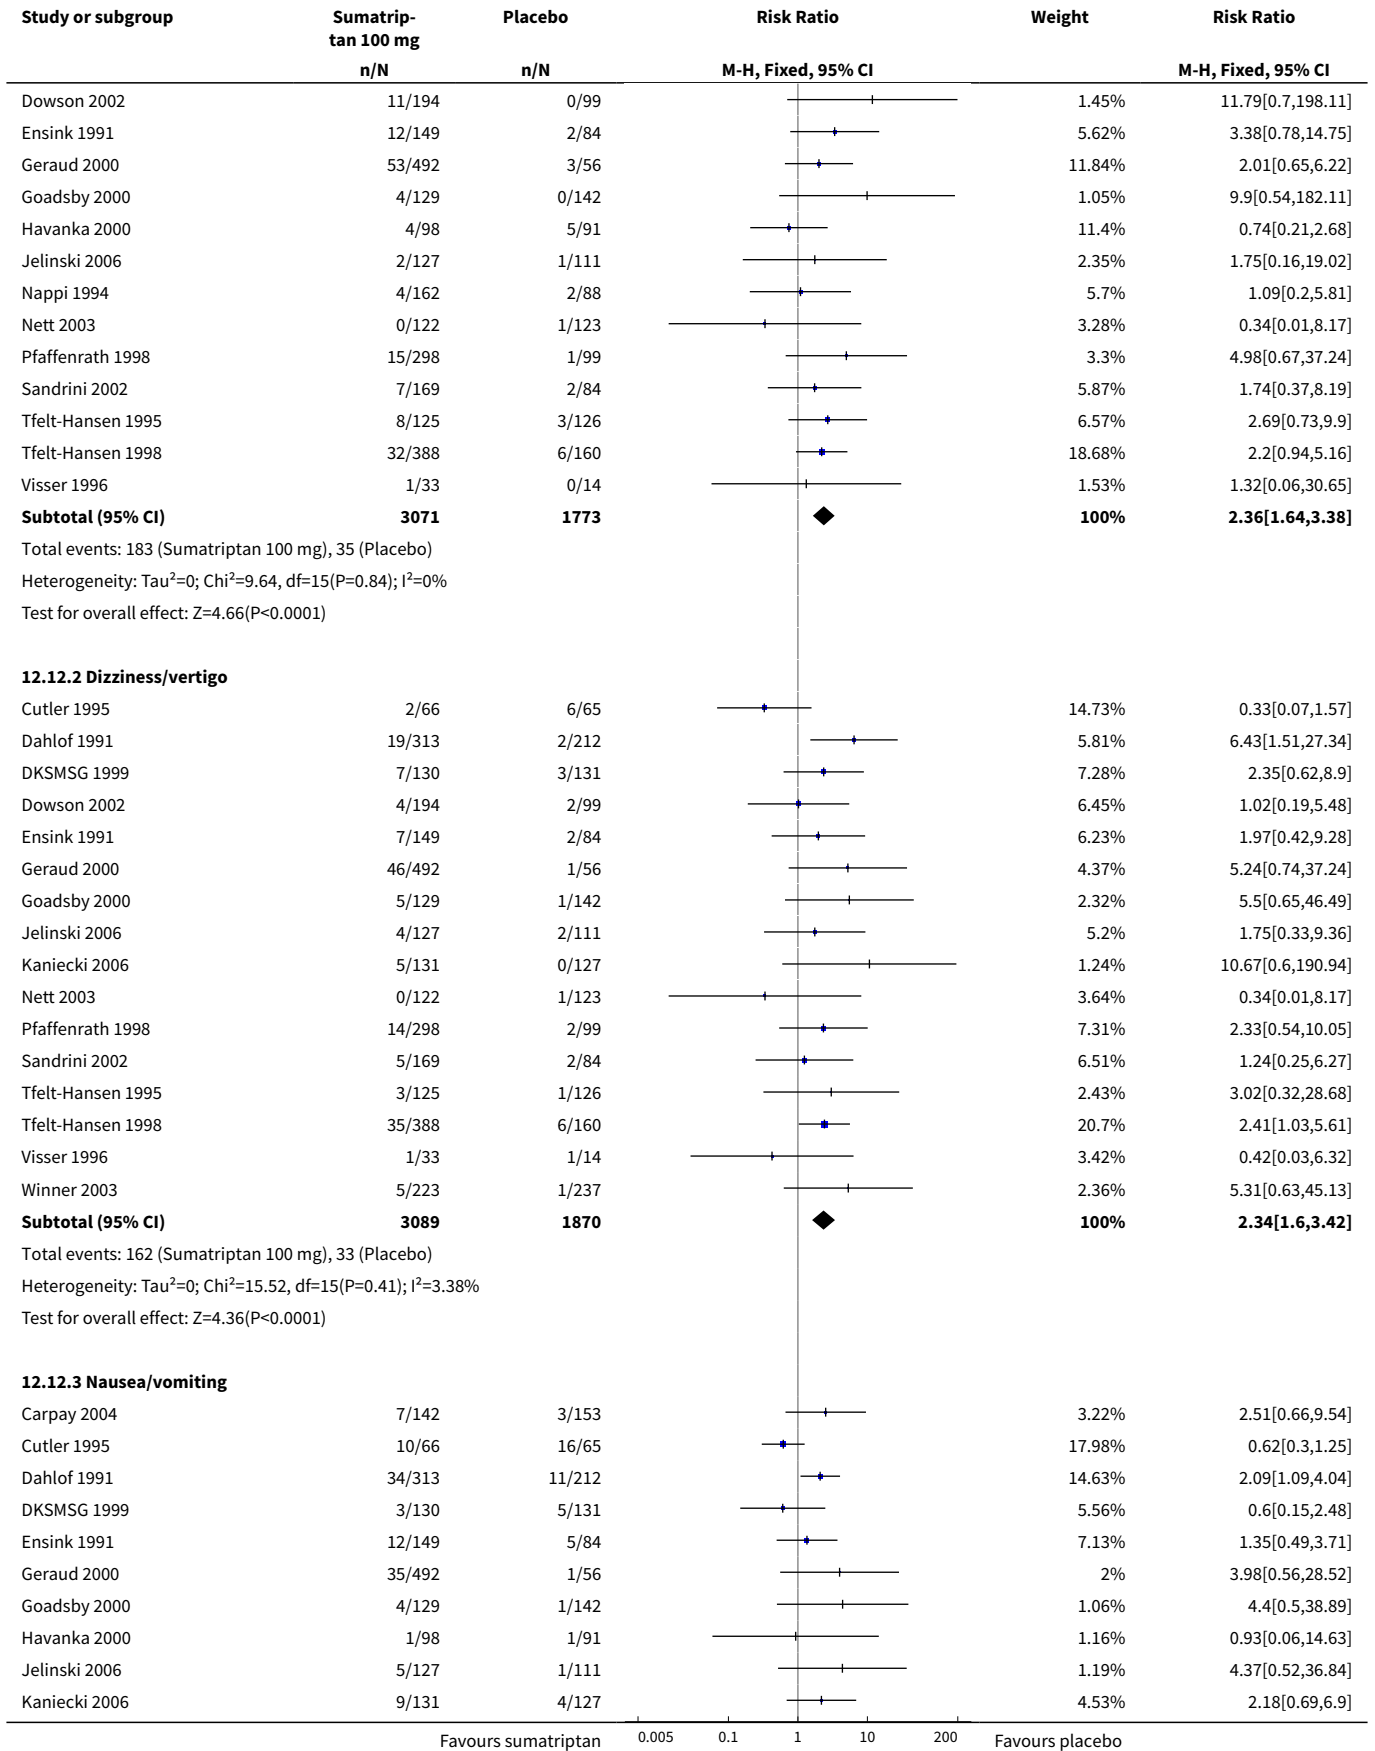 Study or subgroup Sumatrip- Placebo Risk Ratio Weight Risk Ratio
tan 100 mg
n/N n/N M-H, Fixed, 95% CI M-H, Fixed, 95% CI
Dowson 2002 11/194 0/99 1.45% 11.79[0.7,198.11]
Ensink 1991 12/149 2/84 5.62% 3.38[0.78,14.75]
Geraud 2000 53/492 3/56 11.84% 2.01[0.65,6.22]
Goadsby 2000 4/129 0/142 1.05% 9.9[0.54,182.11]
Havanka 2000 4/98 5/91 11.4% 0.74[0.21,2.68]
Jelinski 2006 2/127 1/111 2.35% 1.75[0.16,19.02]
Nappi 1994 4/162 2/88 5.7% 1.09[0.2,5.81]
Nett 2003 0/122 1/123 3.28% 0.34[0.01,8.17]
Pfaffenrath 1998 15/298 1/99 3.3% 4.98[0.67,37.24]
Sandrini 2002 7/169 2/84 5.87% 1.74[0.37,8.19]
Tfelt-Hansen 1995 8/125 3/126 6.57% 2.69[0.73,9.9]
Tfelt-Hansen 1998 32/388 6/160 18.68% 2.2[0.94,5.16]
Visser 1996 1/33 0/14 1.53% 1.32[0.06,30.65]
Subtotal (95% CI) 3071 1773 100% 2.36[1.64,3.38]
Total events: 183 (Sumatriptan 100 mg), 35 (Placebo)
Heterogeneity: Tau²=0; Chi²=9.64, df=15(P=0.84); I²=0%
Test for overall effect: Z=4.66(P<0.0001)
12.12.2 Dizziness/vertigo
Cutler 1995 2/66 6/65 14.73% 0.33[0.07,1.57]
Dahlof 1991 19/313 2/212 5.81% 6.43[1.51,27.34]
DKSMSG 1999 7/130 3/131 7.28% 2.35[0.62,8.9]
Dowson 2002 4/194 2/99 6.45% 1.02[0.19,5.48]
Ensink 1991 7/149 2/84 6.23% 1.97[0.42,9.28]
Geraud 2000 46/492 1/56 4.37% 5.24[0.74,37.24]
Goadsby 2000 5/129 1/142 2.32% 5.5[0.65,46.49]
Jelinski 2006 4/127 2/111 5.2% 1.75[0.33,9.36]
Kaniecki 2006 5/131 0/127 1.24% 10.67[0.6,190.94]
Nett 2003 0/122 1/123 3.64% 0.34[0.01,8.17]
Pfaffenrath 1998 14/298 2/99 7.31% 2.33[0.54,10.05]
Sandrini 2002 5/169 2/84 6.51% 1.24[0.25,6.27]
Tfelt-Hansen 1995 3/125 1/126 2.43% 3.02[0.32,28.68]
Tfelt-Hansen 1998 35/388 6/160 20.7% 2.41[1.03,5.61]
Visser 1996 1/33 1/14 3.42% 0.42[0.03,6.32]
Winner 2003 5/223 1/237 2.36% 5.31[0.63,45.13]
Subtotal (95% CI) 3089 1870 100% 2.34[1.6,3.42]
Total events: 162 (Sumatriptan 100 mg), 33 (Placebo)
Heterogeneity: Tau²=0; Chi²=15.52, df=15(P=0.41); I²=3.38%
Test for overall effect: Z=4.36(P<0.0001)
12.12.3 Nausea/vomiting
Carpay 2004 7/142 3/153 3.22% 2.51[0.66,9.54]
Cutler 1995 10/66 16/65 17.98% 0.62[0.3,1.25]
Dahlof 1991 34/313 11/212 14.63% 2.09[1.09,4.04]
DKSMSG 1999 3/130 5/131 5.56% 0.6[0.15,2.48]
Ensink 1991 12/149 5/84 7.13% 1.35[0.49,3.71]
Geraud 2000 35/492 1/56 2% 3.98[0.56,28.52]
Goadsby 2000 4/129 1/142 1.06% 4.4[0.5,38.89]
Havanka 2000 1/98 1/91 1.16% 0.93[0.06,14.63]
Jelinski 2006 5/127 1/111 1.19% 4.37[0.52,36.84]
Kaniecki 2006 9/131 4/127 4.53% 2.18[0.69,6.9]
Favours sumatriptan 0.005 0.1 1 10 200 Favours placebo